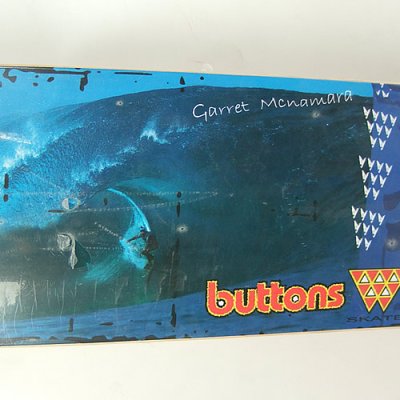 Garret Mcnamara
buttons
SKATE